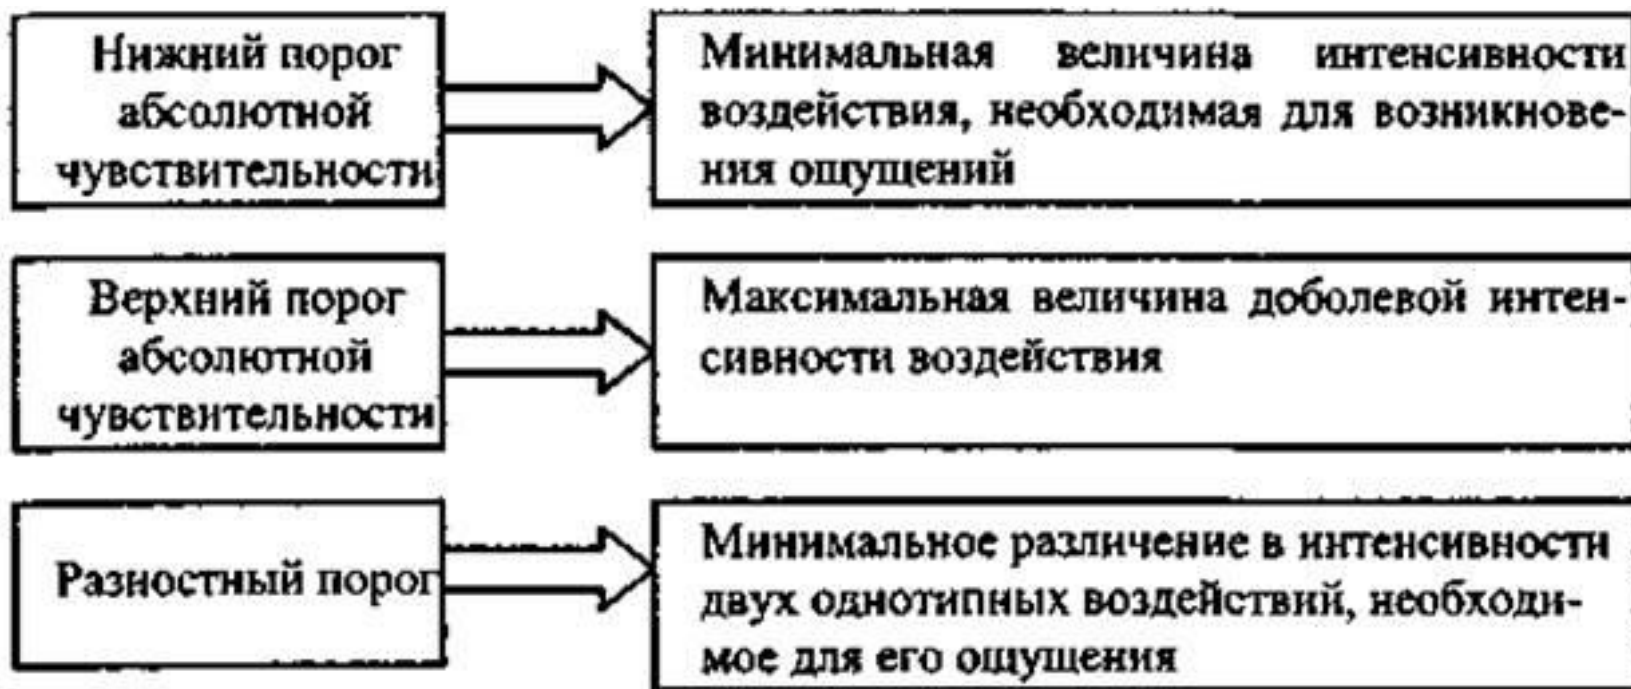 Нижний порог
абсолютной
чувствительности
Минимальная величина интенсивности
воздействия, необходимая для возникнове-
ния ощущений
Верхний порог
абсолютной
чувствительности
Максимальная величина доболевой интен-
сивности воздействия
Разностный порог
Минимальное различение в интенсивности
двух однотипных воздействий, необходи-
мое для его ощущения